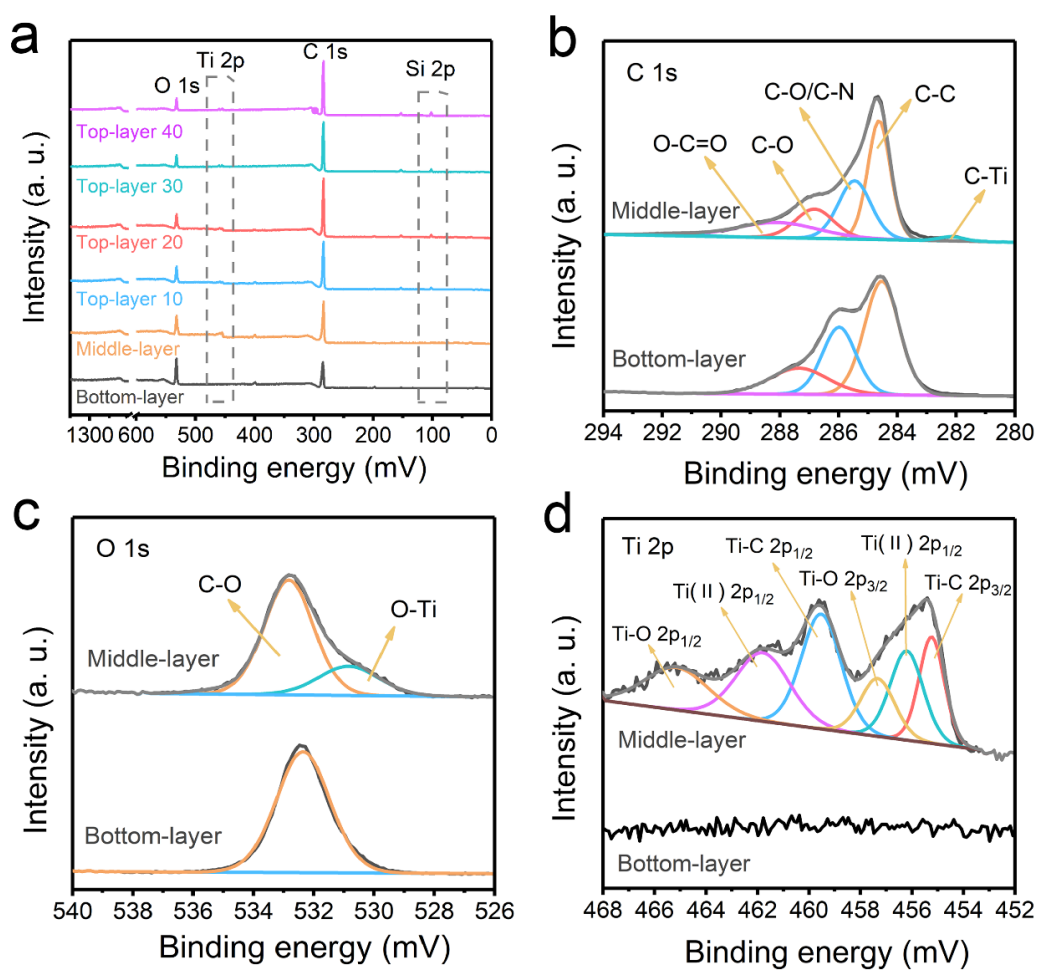 a
Ti 2p
C 1s
Si 2p
O 1s
Top-layer 40
Top-layer 30
Top-layer 20
Top-layer 10
Middle-layer
Bottom-layer
Intensity (a. u.)
1300 600 500 400 300 200 100 0
Binding energy (mV)
b
C 1s
C-O/C-N
C-C
O-C=O
C-O
C-Ti
Middle-layer
Bottom-layer
Intensity (a. u.)
294 292 290 288 286 284 282 280
Binding energy (mV)
c
O 1s
C-O
O-Ti
Middle-layer
Bottom-layer
Intensity (a. u.)
540 538 536 534 532 530 528 526
Binding energy (mV)
d
Ti 2p
Ti-C 2p1/2
Ti(II) 2p1/2
Ti(II) 2p1/2
Ti-O 2p3/2
Ti-C 2p3/2
Ti-O 2p1/2
Middle-layer
Bottom-layer
Intensity (a. u.)
468 466 464 462 460 458 456 454 452
Binding energy (mV)